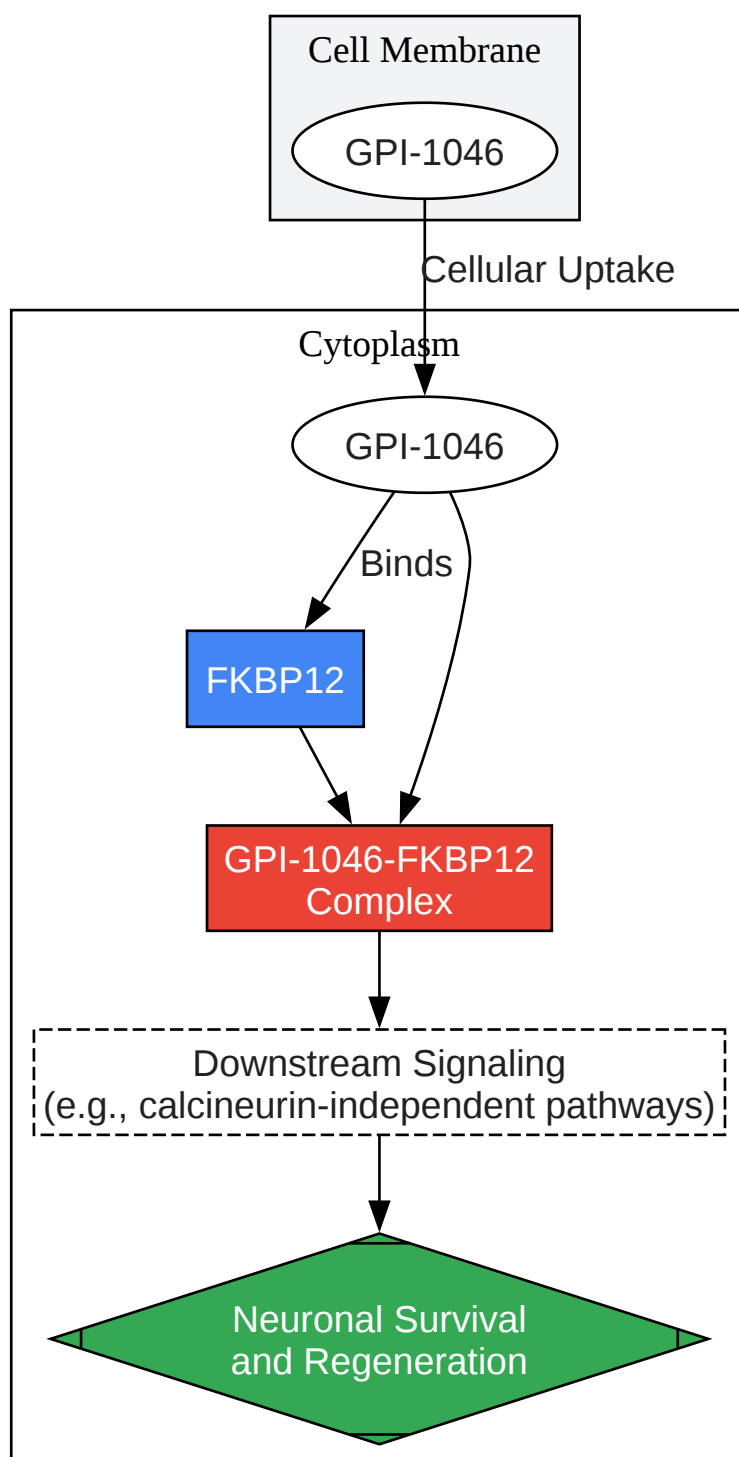 Cell Membrane
GPI-1046
Cellular Uptake
Cytoplasm
GPI-1046
Binds
FKBP12
GPI-1046-FKBP12
Complex
Downstream Signaling
(e.g., calcineurin-independent pathways)
Neuronal Survival
and Regeneration